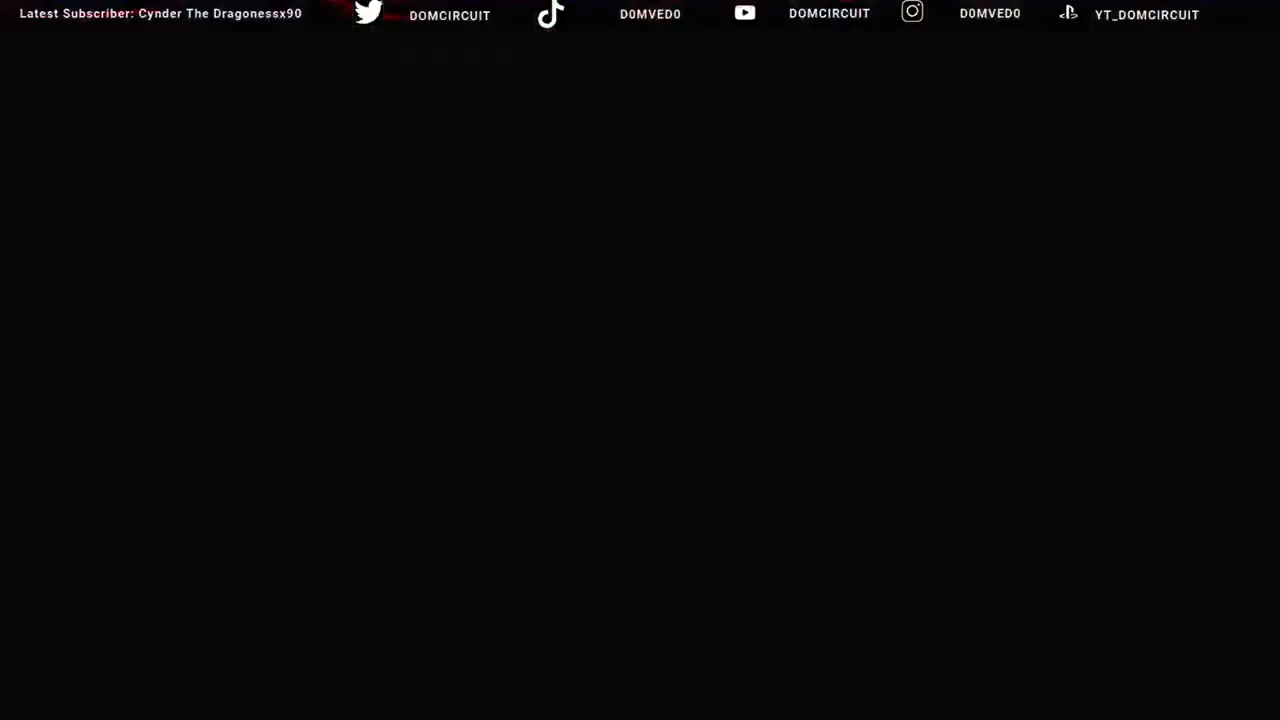 Latest Subscriber: Cynder The Dragonessx90 DOMCIRCUIT D0MVED0 DOMCIRCUIT D0MVED0 YT_DOMCIRCUIT